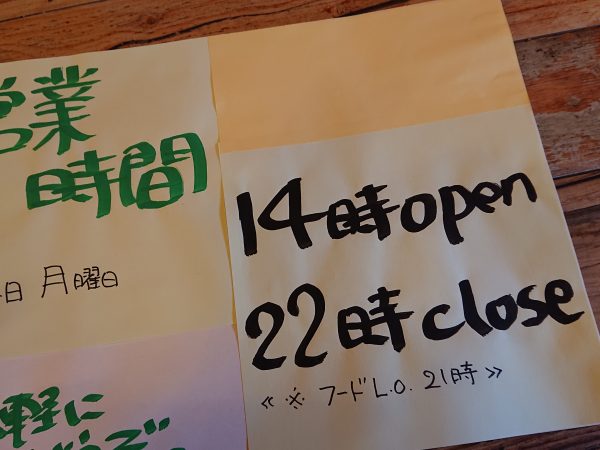 営業
時間
日 月曜日
14時open
22時close
≪※ フードL.O. 21時≫
軽に